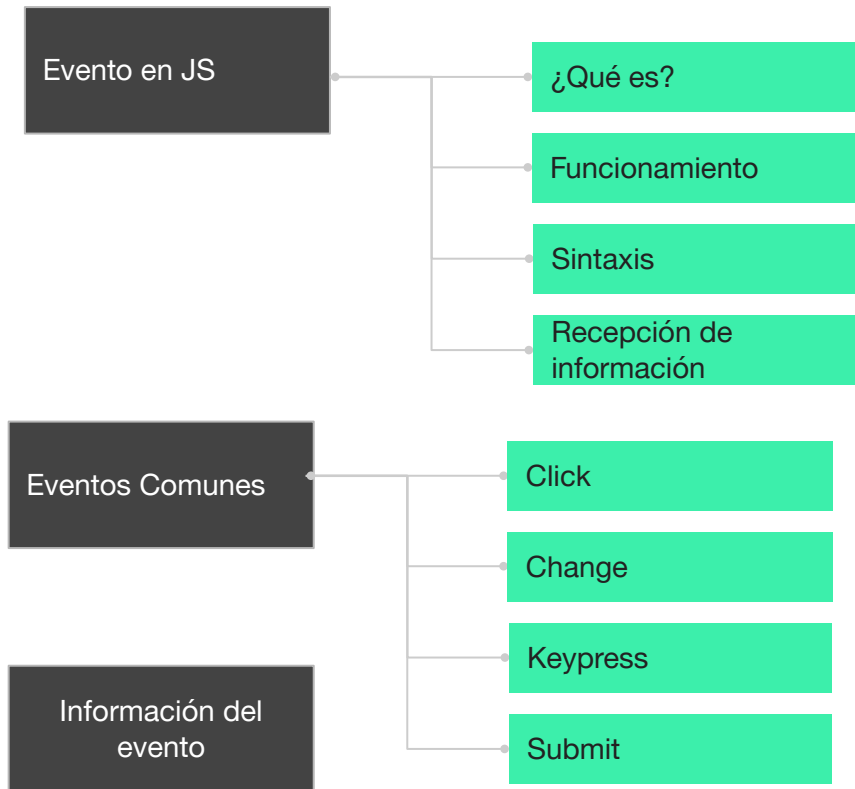 Evento en JS
¿Qué es?
Funcionamiento
Sintaxis
Recepción de
información
Eventos Comunes
Click
Change
Keypress
Submit
Información del
evento